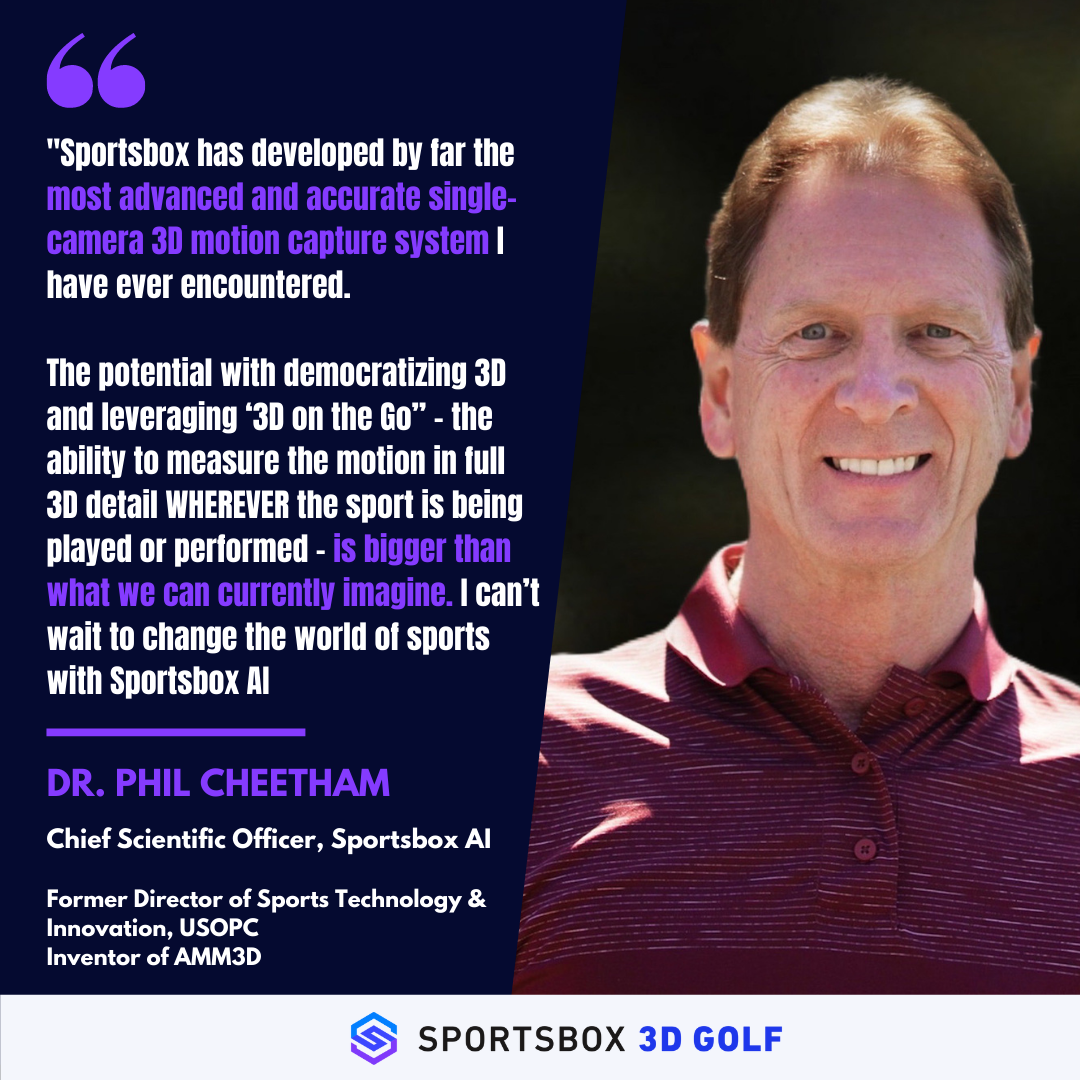 "Sportsbox has developed by far the
most advanced and accurate single-
camera 3D motion capture system I
have ever encountered.
The potential with democratizing 3D
and leveraging ‘3D on the Go” - the
ability to measure the motion in full
3D detail WHEREVER the sport is being
played or performed - is bigger than
what we can currently imagine. I can’t
wait to change the world of sports
with Sportsbox AI
DR. PHIL CHEETHAM
Chief Scientific Officer, Sportsbox AI
Former Director of Sports Technology &
Innovation, USOPC
Inventor of AMM3D
SPORTSBOX 3D GOLF